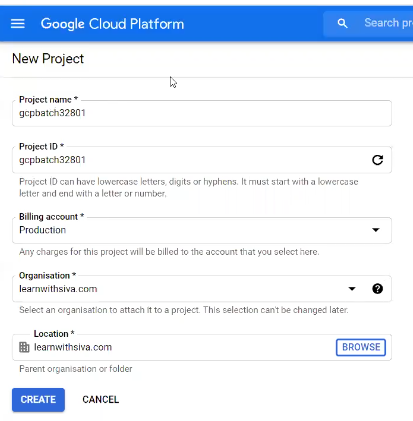 Google Cloud Platform
Search pr
New Project
Project name *
gcpbatch32801
Project ID *
gcpbatch32801
Project ID can have lowercase letters, digits or hyphens. It must start with a lowercase
letter and end with a letter or number.
Billing account *
Production
Any charges for this project will be billed to the account that you select here.
Organisation *
learnwithsiva.com
Select an organisation to attach it to a project. This selection can't be changed later.
Location *
learnwithsiva.com
BROWSE
Parent organisation or folder
CREATE
CANCEL